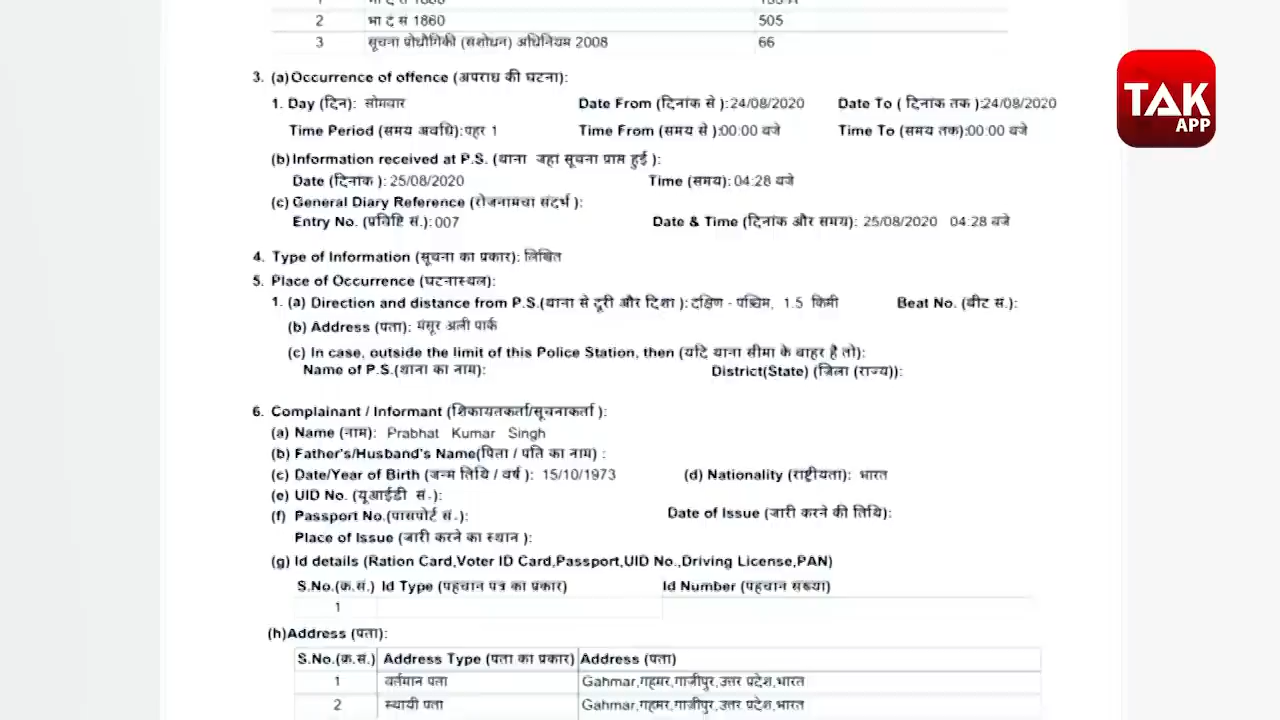 2 भा दं सं 1860 505
3 सूचना प्रोद्यौगिकी (संशोधन) अधिनियम 2008 66
3. (a)Occurrence of offence (अपराध की घटना):
1. Day (दिन): सोमवार Date From (दिनांक से ):24/08/2020 Date To ( दिनांक तक ):24/08/2020
Time Period (समय अवधि):पहर 1 Time From (समय से ):00:00 बजे Time To (समय तक):00:00 बजे
(b)Information received at P.S. (थाना जहां सूचना प्राप्त हुई ):
Date (दिनांक ): 25/08/2020 Time (समय): 04:28 बजे
(c) General Diary Reference (रोजनामचा संदर्भ ):
Entry No. (प्रविष्टि सं.): 007 Date & Time (दिनांक और समय): 25/08/2020 04:28 बजे
4. Type of Information (सूचना का प्रकार): लिखित
5. Place of Occurrence (घटनास्थल):
1. (a) Direction and distance from P.S.(थाना से दूरी और दिशा ): दक्षिण - पश्चिम, 1.5 किमी Beat No. (बीट सं.):
(b) Address (पता): मंसूर अली पार्क
(c) In case, outside the limit of this Police Station, then (यदि थाना सीमा के बाहर है तो):
Name of P.S.(थाना का नाम): District(State) (जिला (राज्य)):
6. Complainant / Informant (शिकायतकर्ता/सूचनाकर्ता ):
(a) Name (नाम): Prabhat Kumar Singh
(b) Father's/Husband's Name(पिता / पति का नाम) :
(c) Date/Year of Birth (जन्म तिथि / वर्ष ): 15/10/1973 (d) Nationality (राष्ट्रीयता): भारत
(e) UID No. (यूआईडी सं.):
(f) Passport No.(पासपोर्ट सं.): Date of Issue (जारी करने की तिथि):
Place of Issue (जारी करने का स्थान ):
(g) Id details (Ration Card,Voter ID Card,Passport,UID No.,Driving License,PAN)
S.No.(क्र.सं.) Id Type (पहचान पत्र का प्रकार) Id Number (पहचान संख्या)
1
(h)Address (पता):
S.No.(क्र.सं.) Address Type (पता का प्रकार) Address (पता)
1 वर्तमान पता Gahmar,गहमर,गाजीपुर,उत्तर प्रदेश,भारत
2 स्थायी पता Gahmar,गहमर,गाजीपुर,उत्तर प्रदेश,भारत
TAK
APP